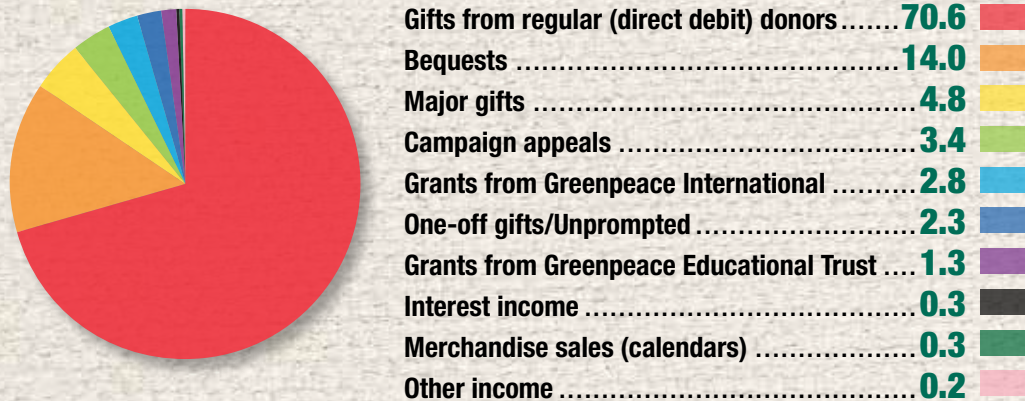 Gifts from regular (direct debit) donors.......70.6
Bequests ..............................................14.0
Major gifts ..............................................4.8
Campaign appeals ....................................3.4
Grants from Greenpeace International ..........2.8
One-off gifts/Unprompted ..........................2.3
Grants from Greenpeace Educational Trust ....1.3
Interest income ........................................0.3
Merchandise sales (calendars) ...................0.3
Other income ...........................................0.2